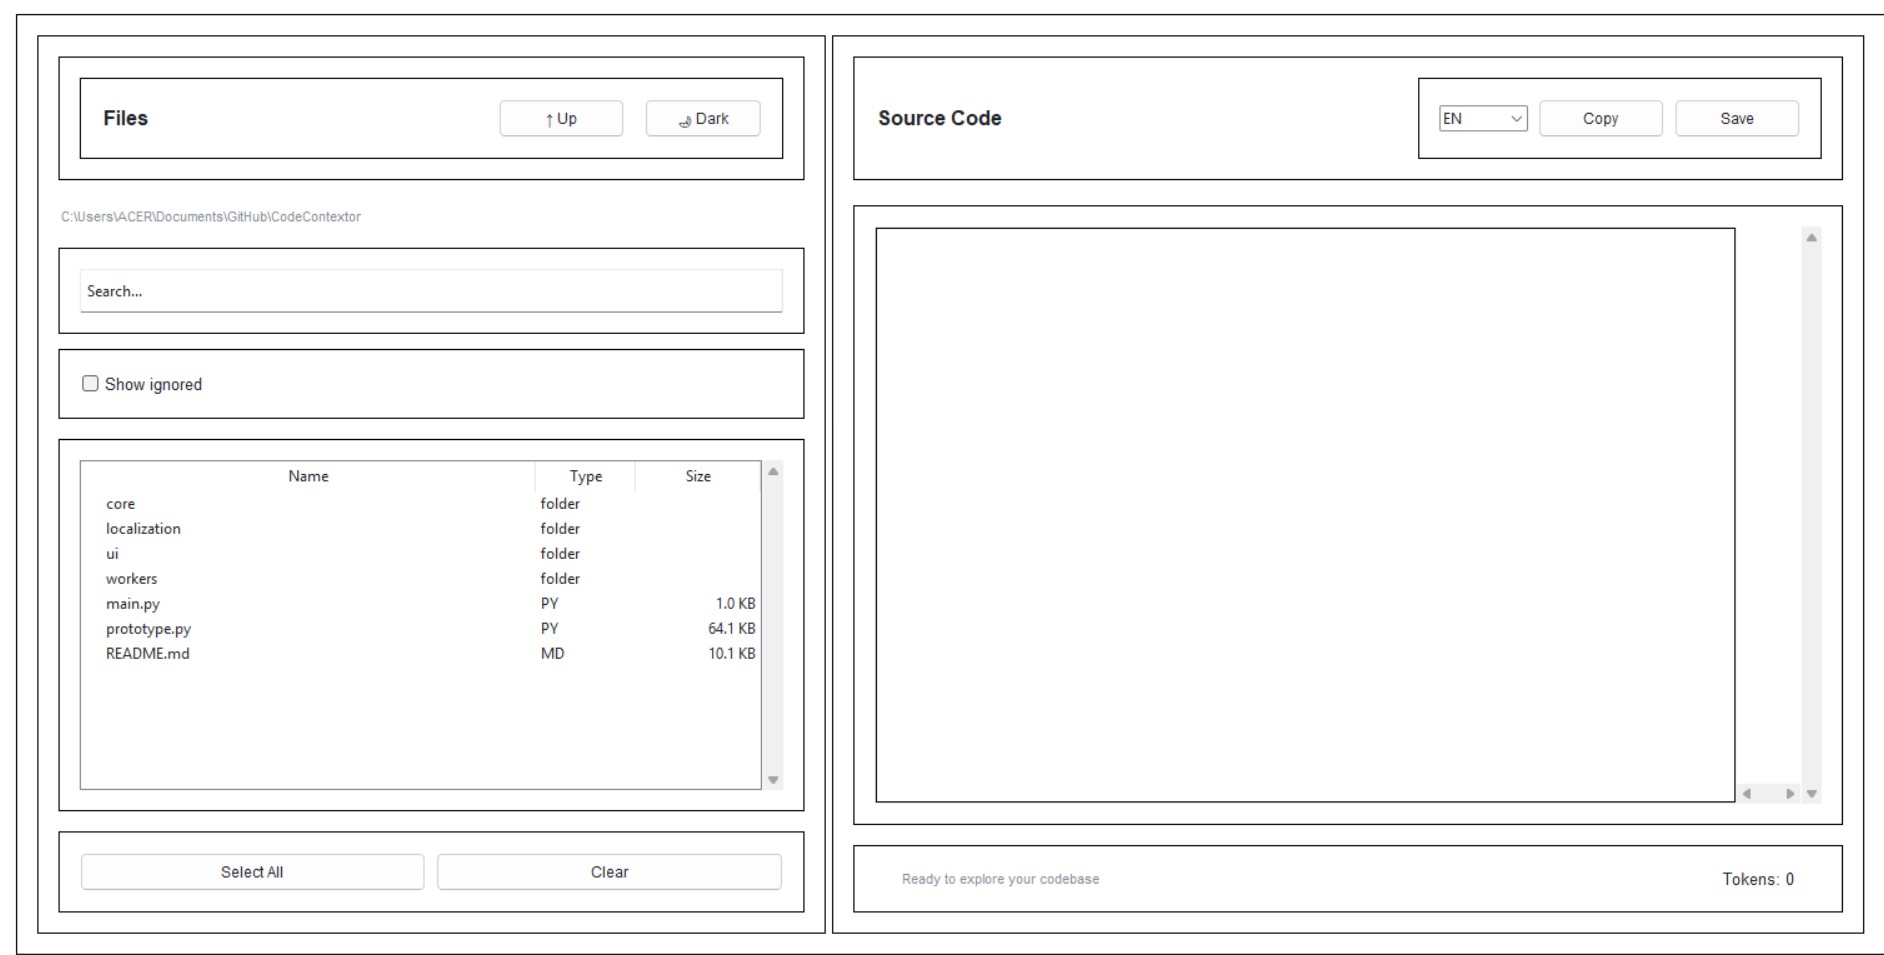 Files
↑ Up
🌙 Dark
C:\Users\ACER\Documents\GitHub\CodeContextor
Search...
Show ignored
Name Type Size
core folder
localization folder
ui folder
workers folder
main.py PY 1.0 KB
prototype.py PY 64.1 KB
README.md MD 10.1 KB
Select All
Clear
Source Code
EN
Copy
Save
Ready to explore your codebase
Tokens: 0